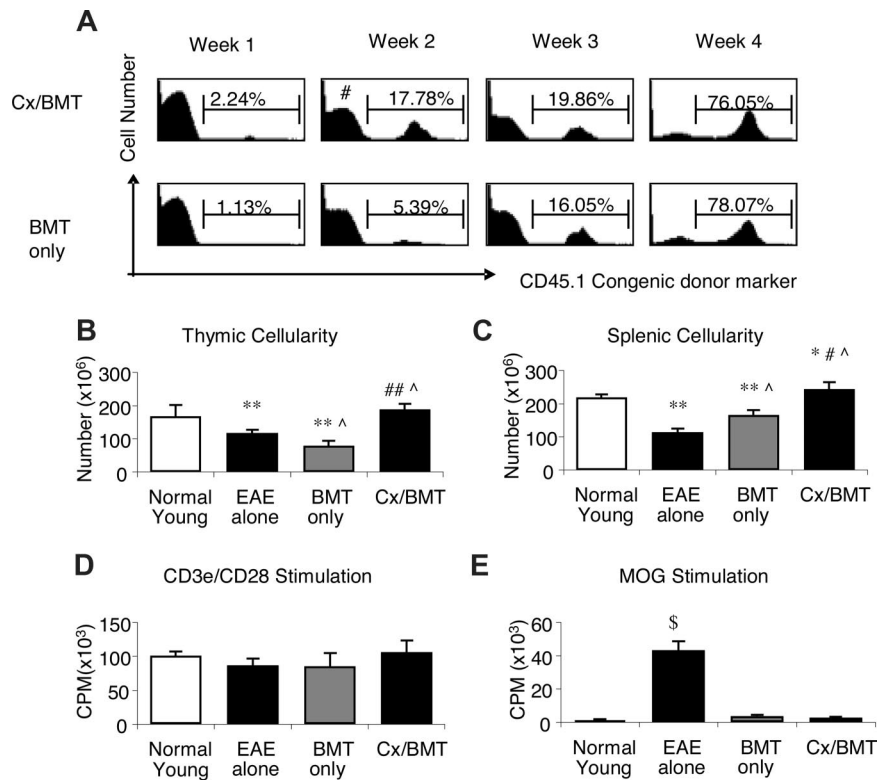 A
Week 1 Week 2 Week 3 Week 4
Cx/BMT
Cell Number
2.24% # 17.78% 19.86% 76.05%
BMT
only
1.13% 5.39% 16.05% 78.07%
CD45.1 Congenic donor marker
B
Thymic Cellularity
Number (x10⁶)
300
200
100
0
** ** ^ ## ^
Normal Young
EAE alone
BMT only
Cx/BMT
C
Splenic Cellularity
Number (x10⁶)
300
200
100
0
** ** ^ * # ^
Normal Young
EAE alone
BMT only
Cx/BMT
D
CD3e/CD28 Stimulation
CPM(x10³)
150
100
50
0
Normal Young
EAE alone
BMT only
Cx/BMT
E
MOG Stimulation
CPM (x10³)
60
40
20
0
$
Normal Young
EAE alone
BMT only
Cx/BMT